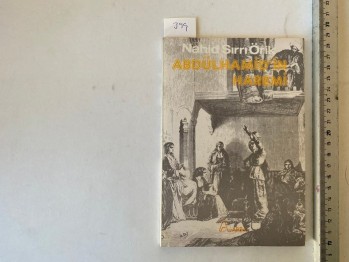 399
Nahid Sırrı Örik
ABDÜLHAMİD'İN
HAREMİ